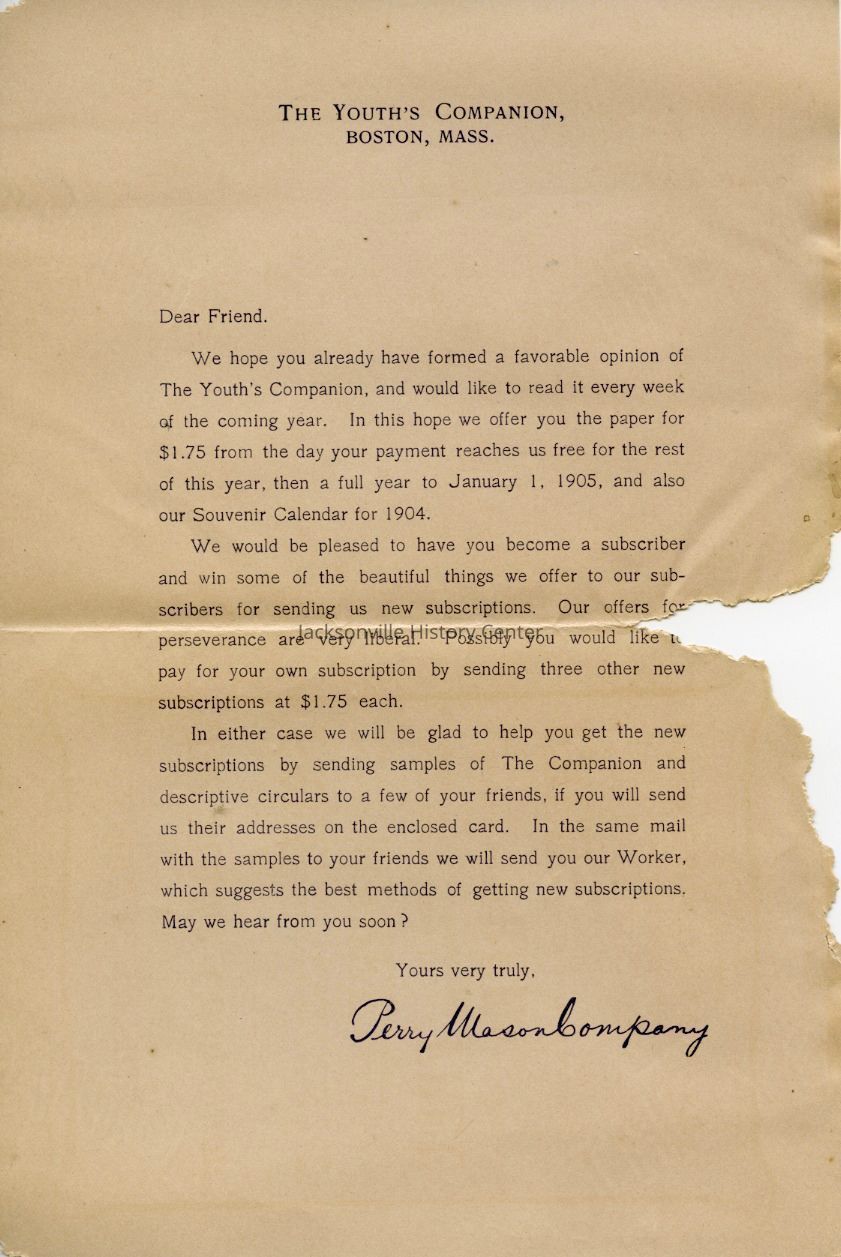 THE YOUTH'S COMPANION,
BOSTON, MASS.
Dear Friend.
We hope you already have formed a favorable opinion of
The Youth's Companion, and would like to read it every week
of the coming year. In this hope we offer you the paper for
$1.75 from the day your payment reaches us free for the rest
of this year, then a full year to January 1, 1905, and also
our Souvenir Calendar for 1904.
We would be pleased to have you become a subscriber
and win some of the beautiful things we offer to our sub-
scribers for sending us new subscriptions. Our offers for
Jacksonville History Center
perseverance are very liberal. Possibly you would like
pay for your own subscription by sending three other new
subscriptions at $1.75 each.
In either case we will be glad to help you get the new
subscriptions by sending samples of The Companion and
descriptive circulars to a few of your friends, if you will send
us their addresses on the enclosed card. In the same mail
with the samples to your friends we will send you our Worker,
which suggests the best methods of getting new subscriptions.
May we hear from you soon?
Yours very truly,
Perry Mason Company